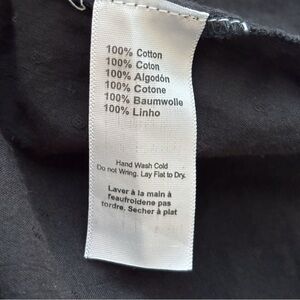 100% Cotton
100% Coton
100% Algodón
100% Cotone
100% Baumwolle
100% Linho
Hand Wash Cold
Do not Wring. Lay Flat to Dry.
Laver à la main à
l'eaufroidene pas
tordre. Secher à plat